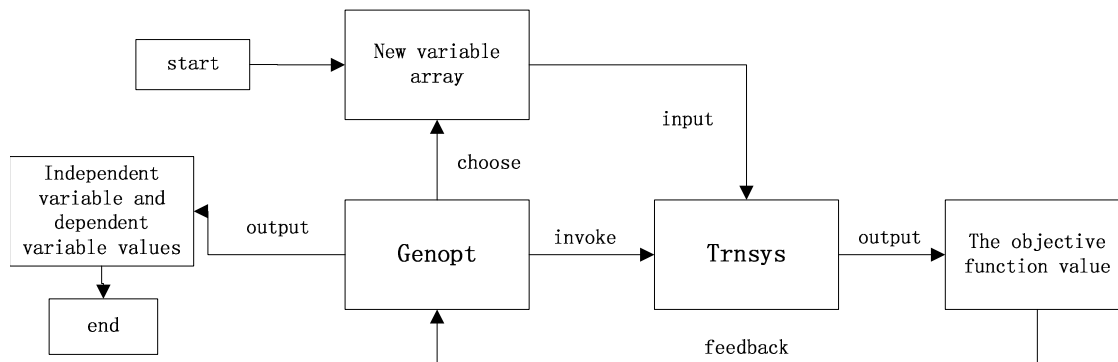 start
New variable
array
input
choose
Independent
variable and
dependent
variable values
output
Genopt
invoke
Trnsys
output
The objective
function value
end
feedback